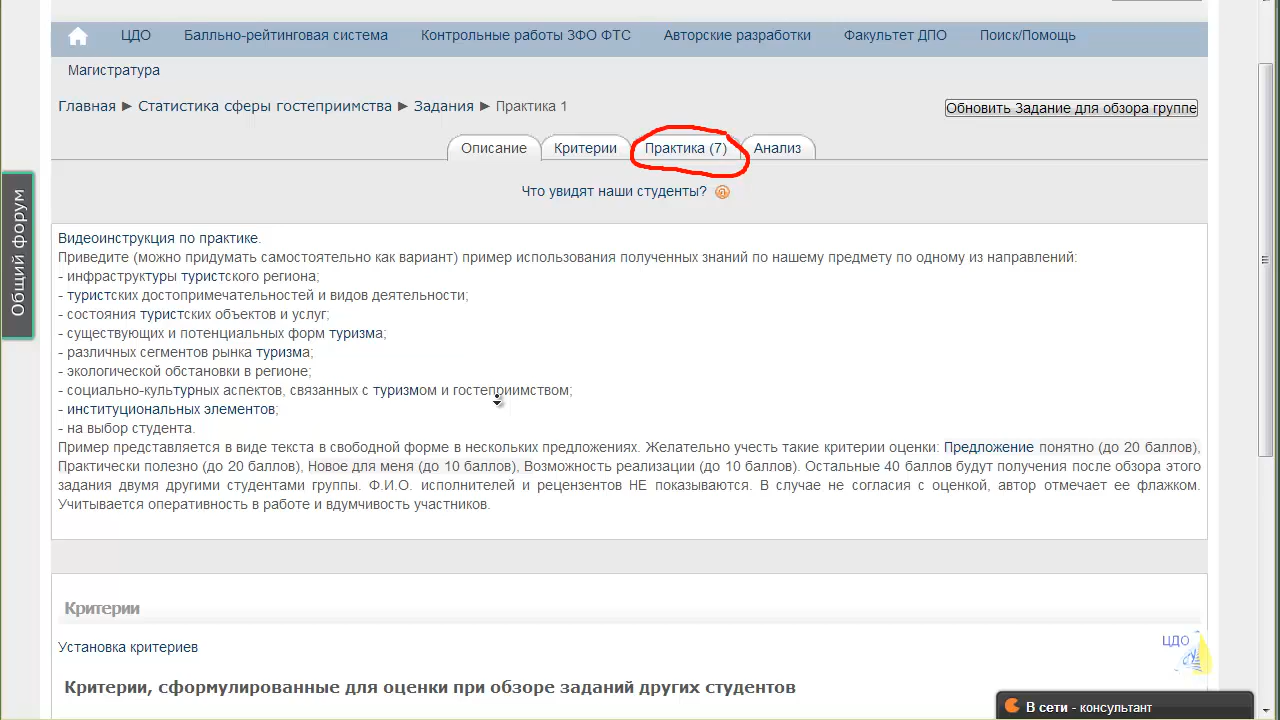 ЦДО Балльно-рейтинговая система Контрольные работы ЗФО ФТС Авторские разработки Факультет ДПО Поиск/Помощь
Магистратура
Главная ► Статистика сферы гостеприимства ► Задания ► Практика 1
Обновить Задание для обзора группе
Описание Критерии Практика (7) Анализ
Что увидят наши студенты?
Общий форум
Видеоинструкция по практике.
Приведите (можно придумать самостоятельно как вариант) пример использования полученных знаний по нашему предмету по одному из направлений:
- инфраструктуры туристского региона;
- туристских достопримечательностей и видов деятельности;
- состояния туристских объектов и услуг;
- существующих и потенциальных форм туризма;
- различных сегментов рынка туризма;
- экологической обстановки в регионе;
- социально-культурных аспектов, связанных с туризмом и гостеприимством;
- институциональных элементов;
- на выбор студента.
Пример представляется в виде текста в свободной форме в нескольких предложениях. Желательно учесть такие критерии оценки: Предложение понятно (до 20 баллов),
Практически полезно (до 20 баллов), Новое для меня (до 10 баллов), Возможность реализации (до 10 баллов). Остальные 40 баллов будут получения после обзора этого
задания двумя другими студентами группы. Ф.И.О. исполнителей и рецензентов НЕ показываются. В случае не согласия с оценкой, автор отмечает ее флажком.
Учитывается оперативность в работе и вдумчивость участников.
Критерии
Установка критериев
ЦДО
Критерии, сформулированные для оценки при обзоре заданий других студентов
В сети - консультант